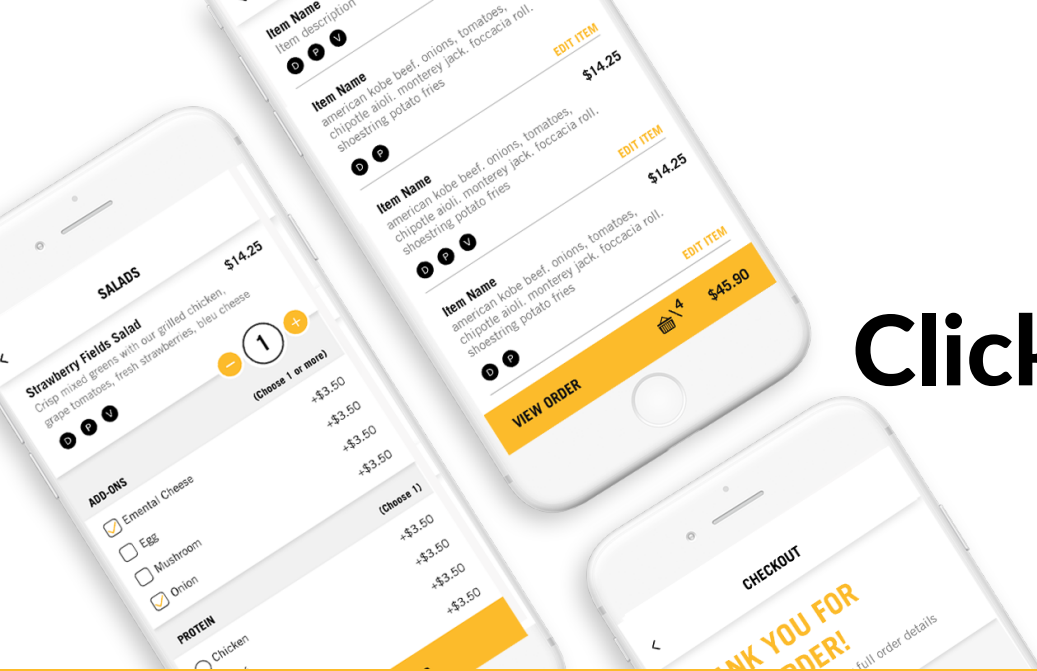 SALADS
$14.25
Strawberry Fields Salad
Crisp mixed greens with our grilled chicken,
grape tomatoes, fresh strawberries, bleu cheese
D P V
− 1 +
ADD-ONS (Choose 1 or more)
Emental Cheese +$3.50
Egg +$3.50
Mushroom +$3.50
Onion +$3.50
PROTEIN (Choose 1)
Chicken +$3.50
+$3.50
+$3.50
+$3.50
Item Name
Item description
D P V
Item Name
american kobe beef. onions, tomatoes,
chipotle aioli. monterey jack. foccacia roll.
shoestring potato fries
D P
EDIT ITEM
$14.25
Item Name
american kobe beef. onions, tomatoes,
chipotle aioli. monterey jack. foccacia roll.
shoestring potato fries
D P V
EDIT ITEM
$14.25
Item Name
american kobe beef. onions, tomatoes,
chipotle aioli. monterey jack. foccacia roll.
shoestring potato fries
D P
EDIT ITEM
VIEW ORDER 4 $45.90
CHECKOUT
YOU FOR
full order details
Click